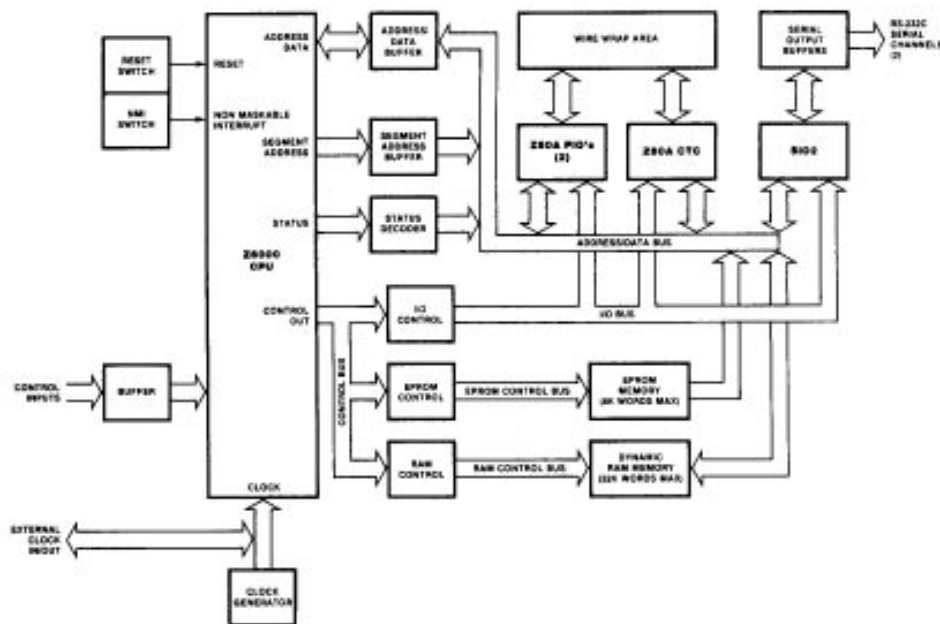 ADDRESS
DATA
ADDRESS/
DATA
BUFFER
WIRE WRAP AREA
SERIAL
OUTPUT
BUFFERS
RS-232C
SERIAL
CHANNELS
(2)
RESET
SWITCH
RESET
NMI
SWITCH
NON MASKABLE
INTERRUPT
SEGMENT
ADDRESS
SEGMENT
ADDRESS
BUFFER
Z80A PIO's
(2)
Z80A CTC
SIO2
STATUS
STATUS
DECODER
ADDRESS/DATA BUS
Z8000
CPU
CONTROL
OUT
I/O
CONTROL
I/O BUS
CONTROL BUS
CONTROL
INPUTS
BUFFER
EPROM
CONTROL
EPROM CONTROL BUS
EPROM
MEMORY
WORDS MAX)
RAM
CONTROL
RAM CONTROL BUS
DYNAMIC
RAM MEMORY
(32K WORDS MAX)
CLOCK
EXTERNAL
CLOCK
IN/OUT
CLOCK
GENERATOR